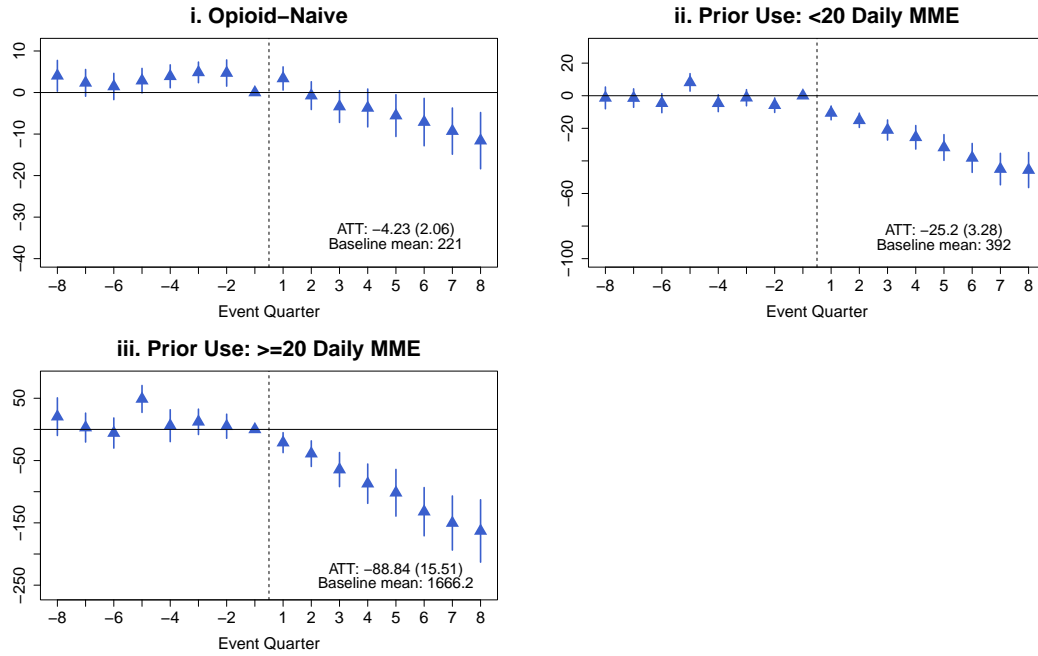 i. Opioid−Naive
10
0
−10
−20
−30
−40
ATT: −4.23 (2.06)
Baseline mean: 221
−8 −6 −4 −2 1 2 3 4 5 6 7 8
Event Quarter
ii. Prior Use: <20 Daily MME
20
0
−20
−60
−100
ATT: −25.2 (3.28)
Baseline mean: 392
−8 −6 −4 −2 1 2 3 4 5 6 7 8
Event Quarter
iii. Prior Use: >=20 Daily MME
50
−50
−150
−250
ATT: −88.84 (15.51)
Baseline mean: 1666.2
−8 −6 −4 −2 1 2 3 4 5 6 7 8
Event Quarter